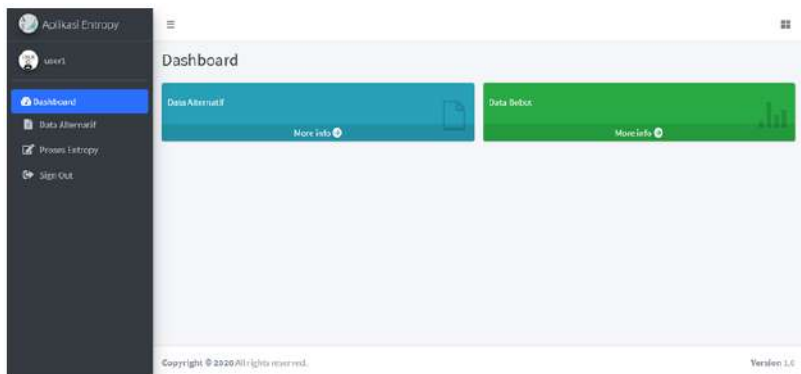 Aplikasi Entropy
user1
Dashboard
Data Alternatif
Proses Entropy
Sign Out
Dashboard
Data Alternatif
More info
Data Bobot
More info
Copyright © 2020 All rights reserved.
Version 1.0